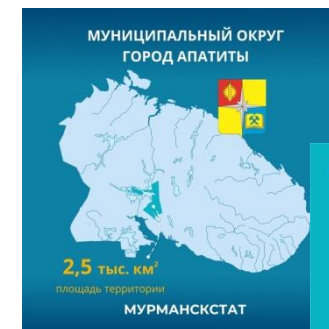 МУНИЦИПАЛЬНЫЙ ОКРУГ
ГОРОД АПАТИТЫ
2,5 тыс. км²
площадь территории
МУРМАНСКСТАТ